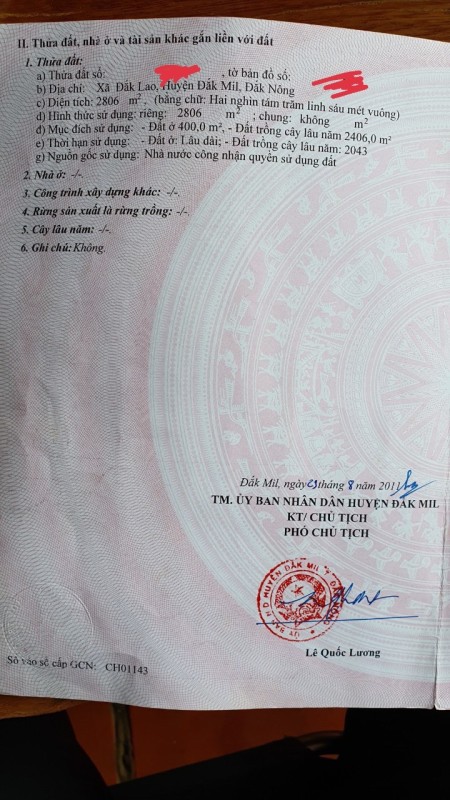 II. Thửa đất, nhà ở và tài sản khác gắn liền với đất
1. Thửa đất:
a) Thửa đất số: , tờ bản đồ số:
b) Địa chỉ: Xã Đắk Lao, Huyện Đắk Mil, Đăk Nông
c) Diện tích: 2806 m². (bằng chữ: Hai nghìn tám trăm linh sáu mét vuông)
d) Hình thức sử dụng: riêng: 2806 m³ ; chung: không m²
đ) Mục đích sử dụng: - Đất ở 400,0 m², - Đất trồng cây lâu năm 2406,0 m²
e) Thời hạn sử dụng: - Đất ở: Lâu dài; - Đất trồng cây lâu năm: 2043
g) Nguồn gốc sử dụng: Nhà nước công nhận quyền sử dụng đất
2. Nhà ở: -/-.
3. Công trình xây dựng khác: -/-.
4. Rừng sản xuất là rừng trồng: -/-.
5. Cây lâu năm: -/-.
6. Ghi chú: Không.
Đắk Mil, ngày 23 tháng 8 năm 2011
TM. ỦY BAN NHÂN DÂN HUYỆN ĐẮK MIL
KT/ CHỦ TỊCH
PHÓ CHỦ TỊCH
Lê Quốc Lương
Số vào sổ cấp GCN: CH01143